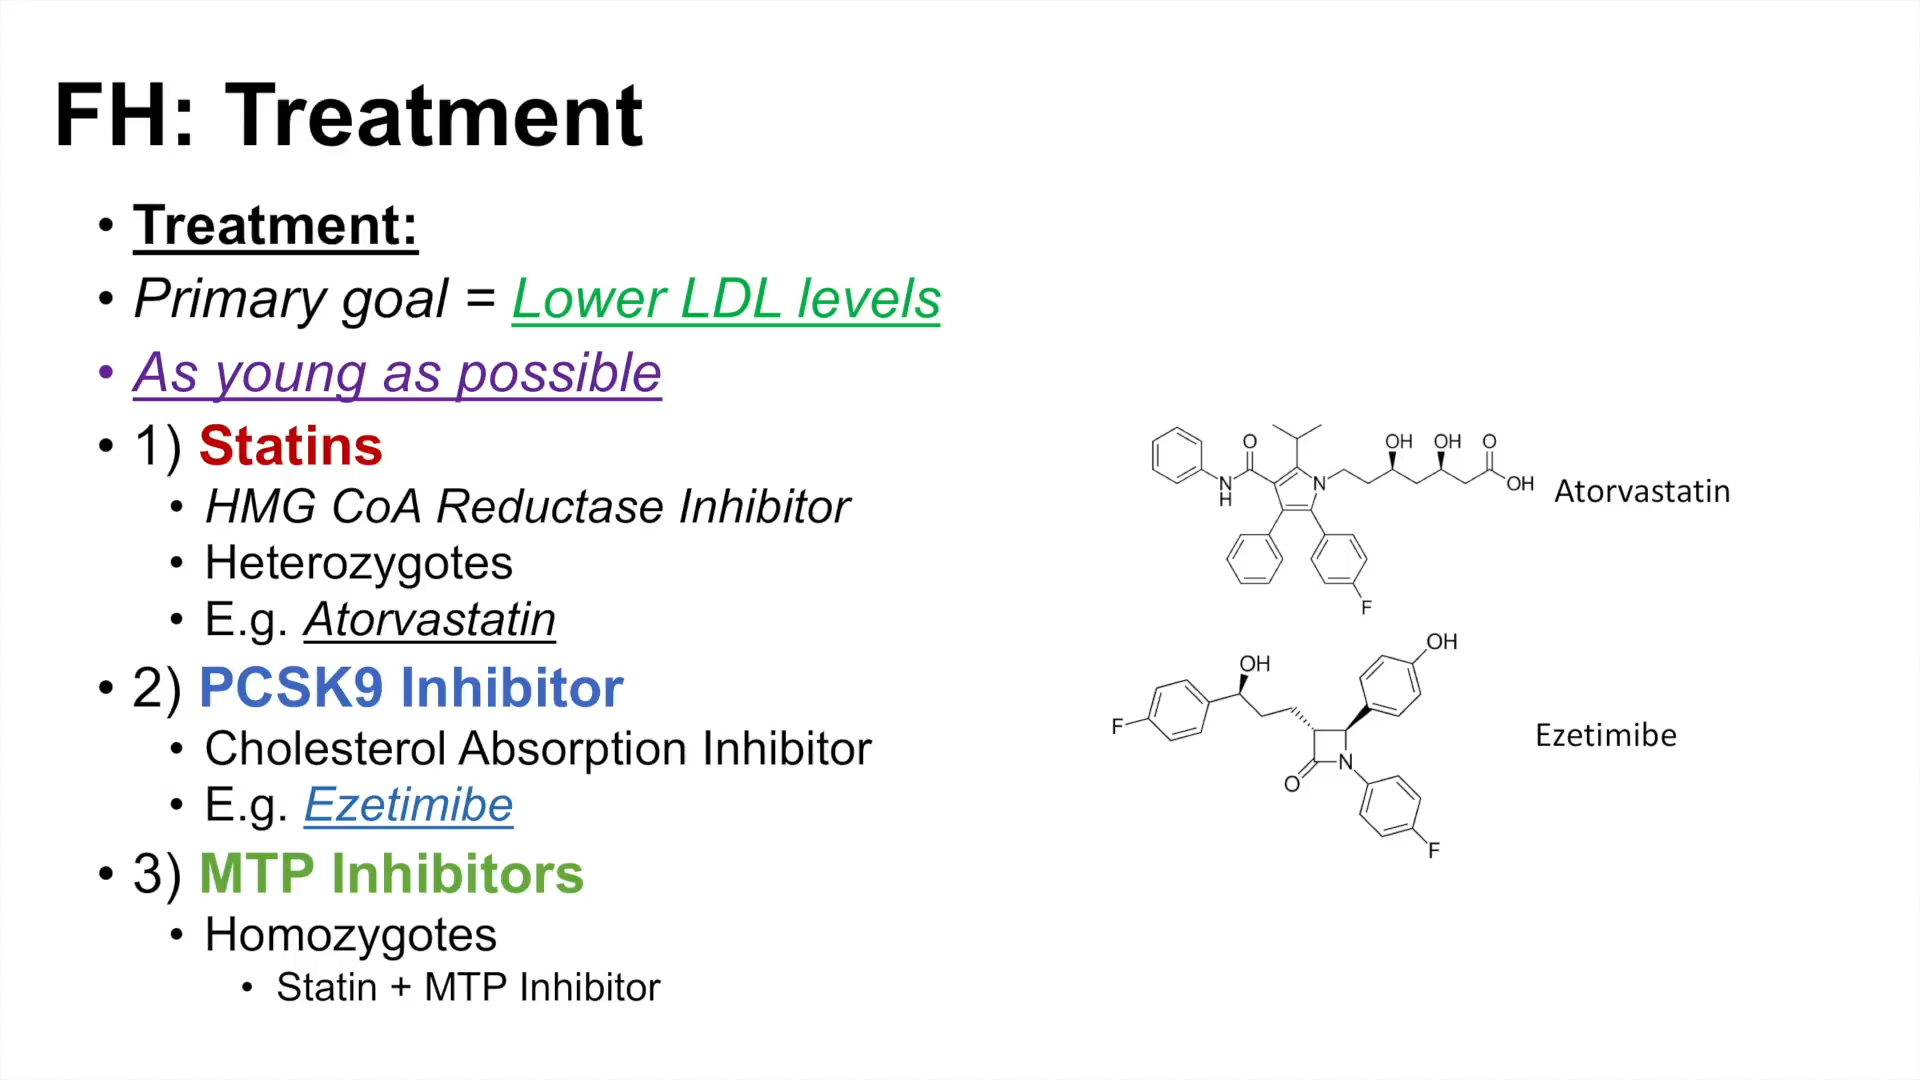 FH: Treatment
• Treatment:
• Primary goal = Lower LDL levels
• As young as possible
• 1) Statins
• HMG CoA Reductase Inhibitor
• Heterozygotes
• E.g. Atorvastatin
• 2) PCSK9 Inhibitor
• Cholesterol Absorption Inhibitor
• E.g. Ezetimibe
• 3) MTP Inhibitors
• Homozygotes
• Statin + MTP Inhibitor
O OH OH O
N
H
N
OH
F
Atorvastatin
OH
OH
F
O
N
F
Ezetimibe